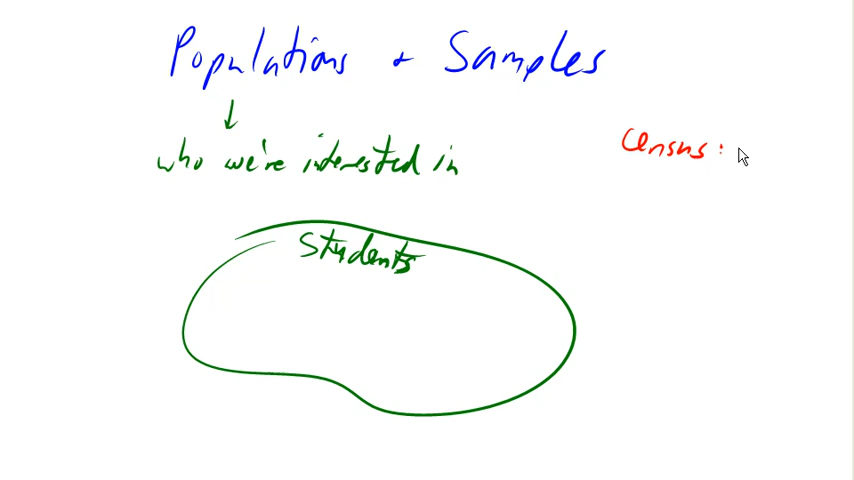 Populations + Samples
who we're interested in
Census:
Students